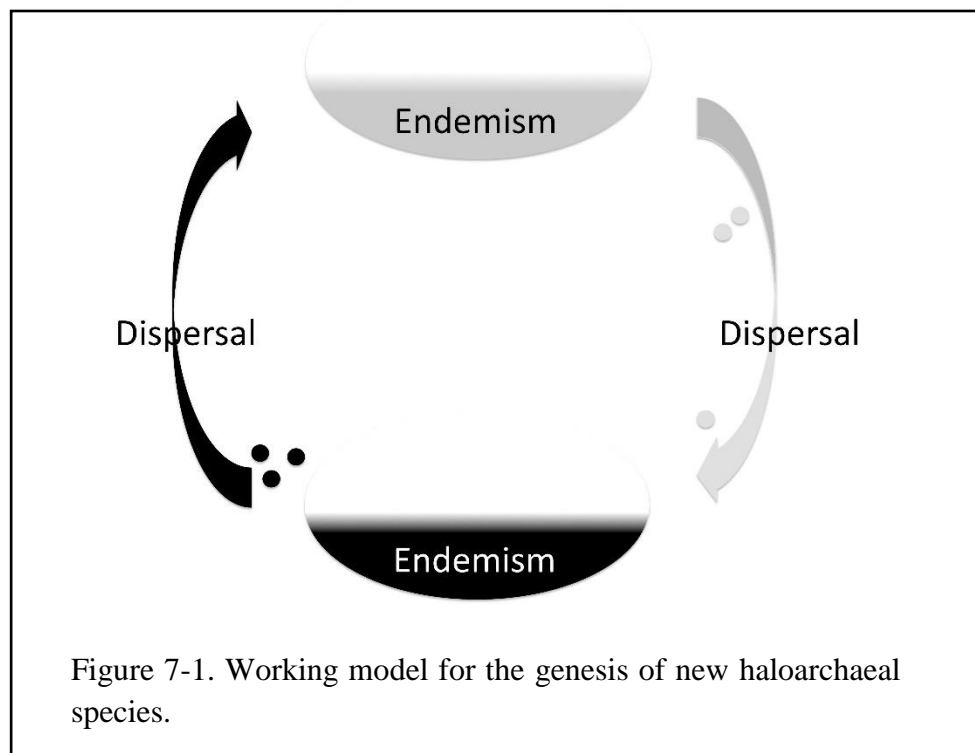 Endemism
Dispersal
Dispersal
Endemism
Figure 7-1. Working model for the genesis of new haloarchaeal
species.